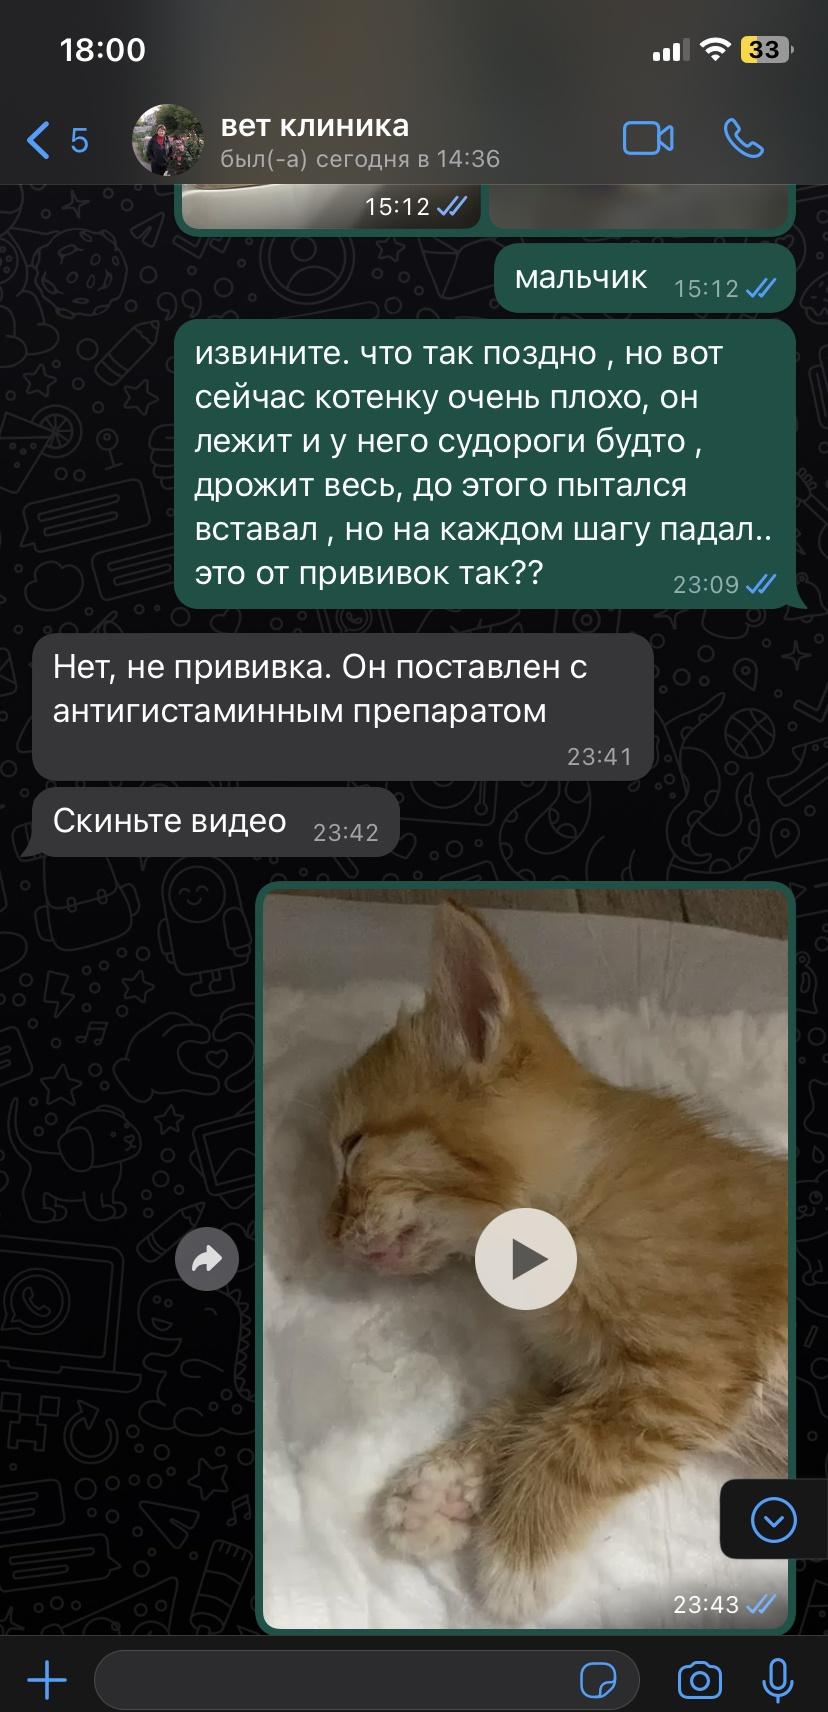 18:00
33
5
вет клиника
был(-а) сегодня в 14:36
15:12
мальчик 15:12
извините. что так поздно , но вот
сейчас котенку очень плохо, он
лежит и у него судороги будто ,
дрожит весь, до этого пытался
вставал , но на каждом шагу падал..
это от прививок так??
23:09
Нет, не прививка. Он поставлен с
антигистаминным препаратом
23:41
Скиньте видео 23:42
23:43